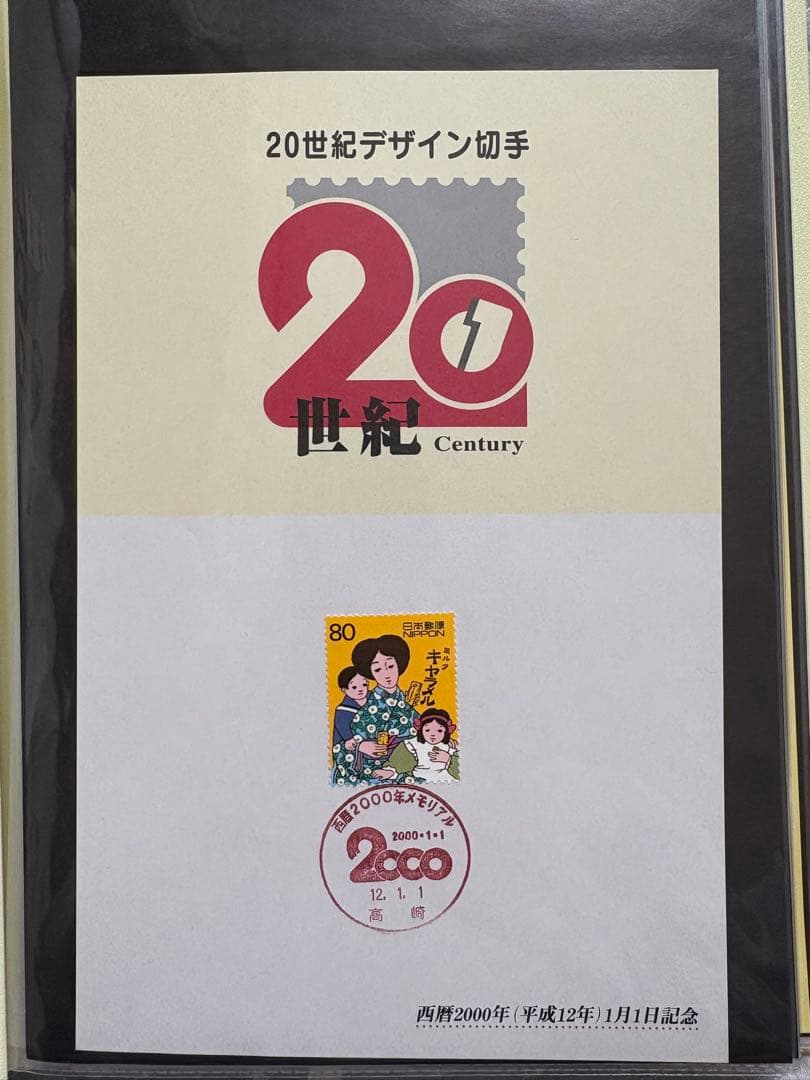 20世紀デザイン切手
20
世紀 Century
80 日本郵便
NIPPON
ミルク
キャラメル
西暦2000年メモリアル
2000・1・1
2000
12. 1. 1
高崎
西暦2000年(平成12年)1月1日記念